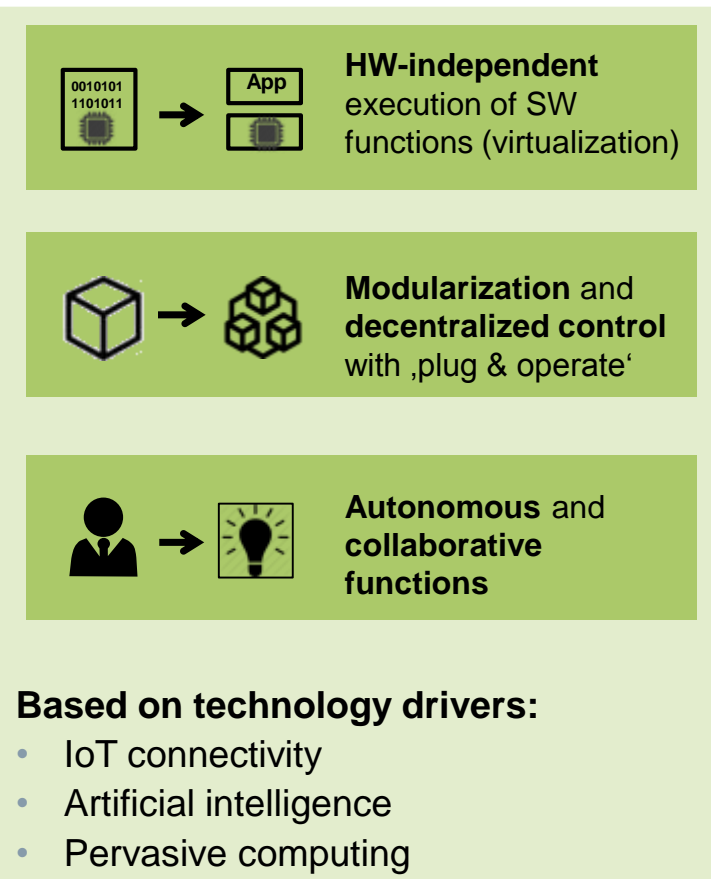 0010101
1101011
App
HW-independent
execution of SW
functions (virtualization)
Modularization and
decentralized control
with ‚plug & operate‘
Autonomous and
collaborative
functions
Based on technology drivers:
• IoT connectivity
• Artificial intelligence
• Pervasive computing